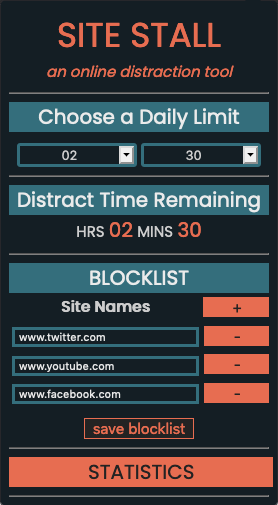 SITE STALL
an online distraction tool
Choose a Daily Limit
02 30
Distract Time Remaining
HRS 02 MINS 30
BLOCKLIST
Site Names +
www.twitter.com -
www.youtube.com -
www.facebook.com -
save blocklist
STATISTICS